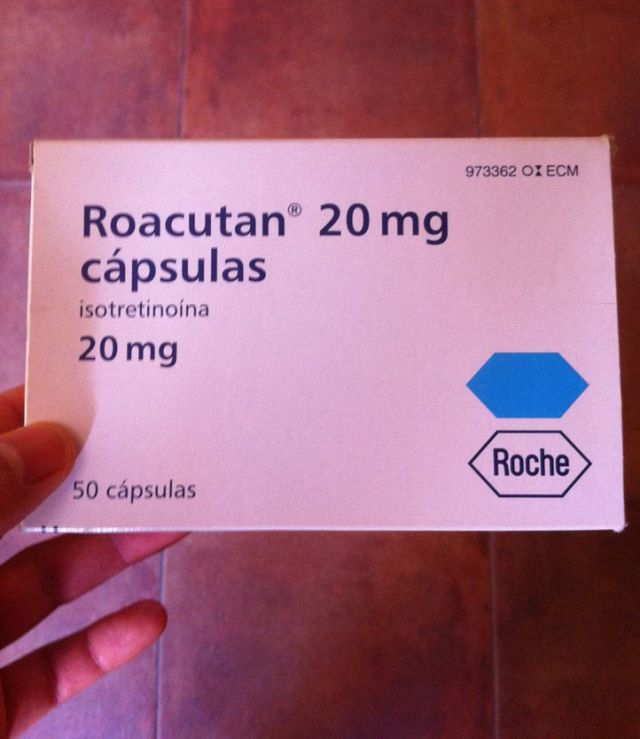 973362 O⧗ ECM
Roacutan® 20 mg
cápsulas
isotretinoína
20 mg
50 cápsulas
Roche